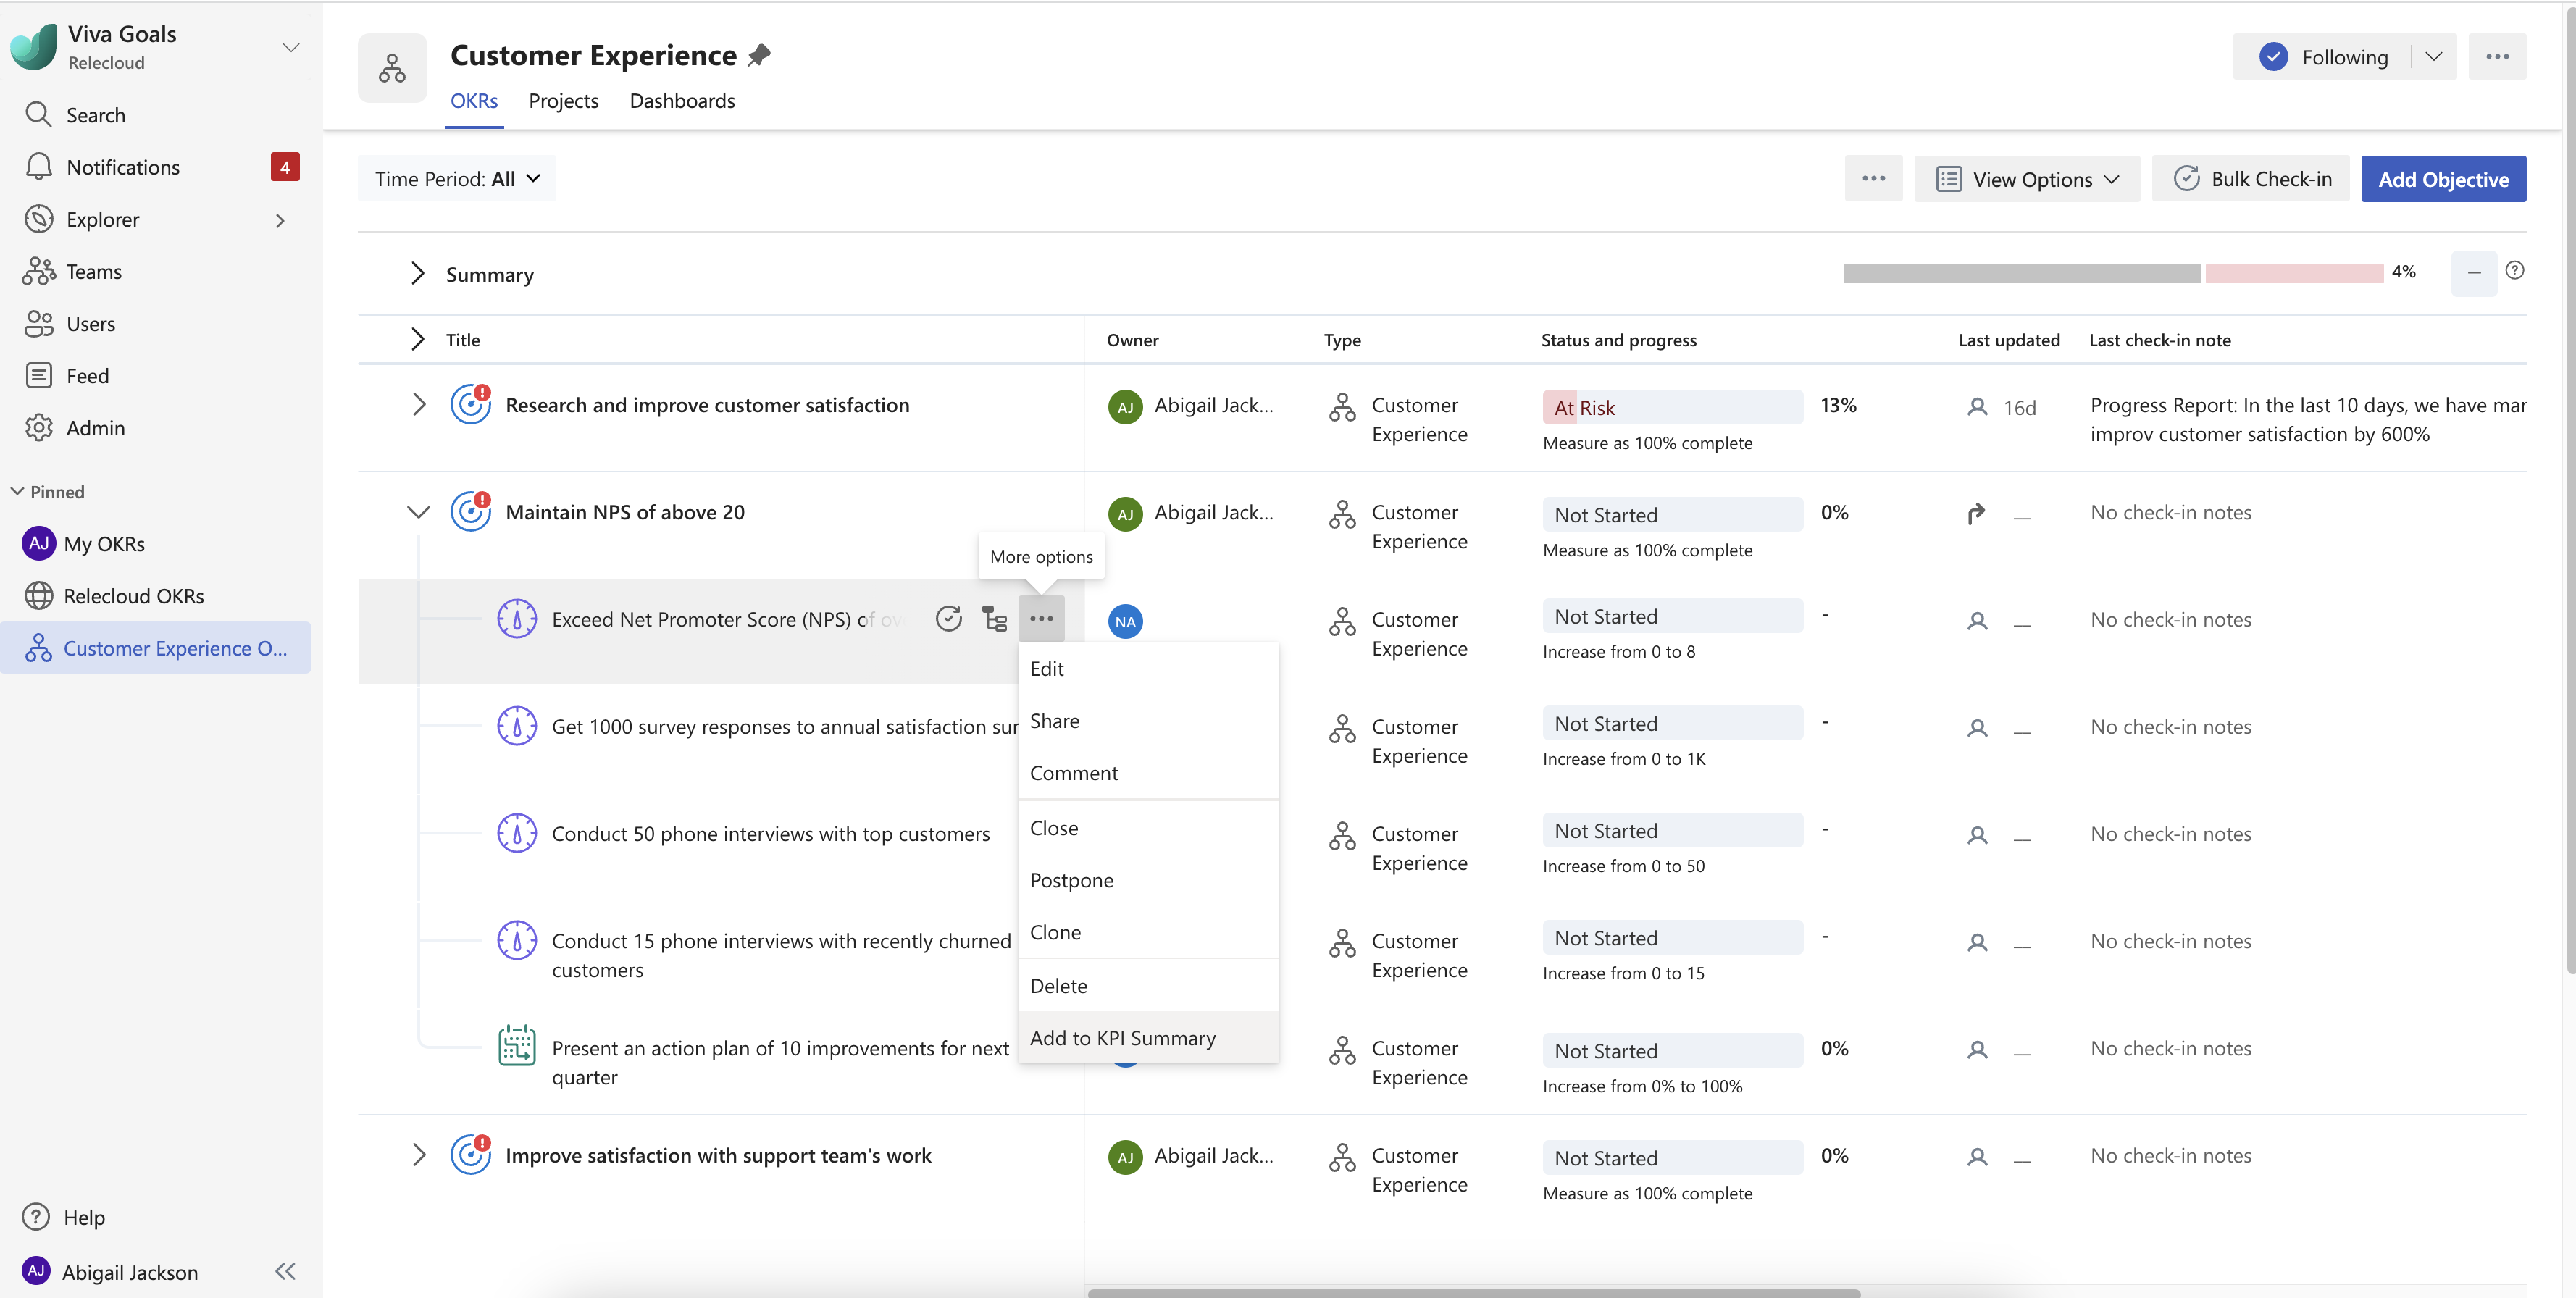 Viva Goals
Relecloud
Search
Notifications
4
Explorer
Teams
Users
Feed
Admin
Pinned
AJ My OKRs
Relecloud OKRs
Customer Experience O...
Help
AJ Abigail Jackson
Customer Experience
OKRs Projects Dashboards
Following
Time Period: All
View Options
Bulk Check-in
Add Objective
Summary
4%
Title
Owner
Type
Status and progress
Last updated
Last check-in note
Research and improve customer satisfaction
AJ Abigail Jack...
Customer
Experience
At Risk
13%
Measure as 100% complete
16d
Progress Report: In the last 10 days, we have mar
improv customer satisfaction by 600%
Maintain NPS of above 20
AJ Abigail Jack...
Customer
Experience
Not Started
0%
Measure as 100% complete
—
No check-in notes
More options
Exceed Net Promoter Score (NPS) of ov
NA
Customer
Experience
Not Started
-
Increase from 0 to 8
—
No check-in notes
Edit
Share
Comment
Close
Postpone
Clone
Delete
Add to KPI Summary
Get 1000 survey responses to annual satisfaction sur
Customer
Experience
Not Started
-
Increase from 0 to 1K
—
No check-in notes
Conduct 50 phone interviews with top customers
Customer
Experience
Not Started
-
Increase from 0 to 50
—
No check-in notes
Conduct 15 phone interviews with recently churned
customers
Customer
Experience
Not Started
-
Increase from 0 to 15
—
No check-in notes
Present an action plan of 10 improvements for next
quarter
Customer
Experience
Not Started
0%
Increase from 0% to 100%
—
No check-in notes
Improve satisfaction with support team's work
AJ Abigail Jack...
Customer
Experience
Not Started
0%
Measure as 100% complete
—
No check-in notes